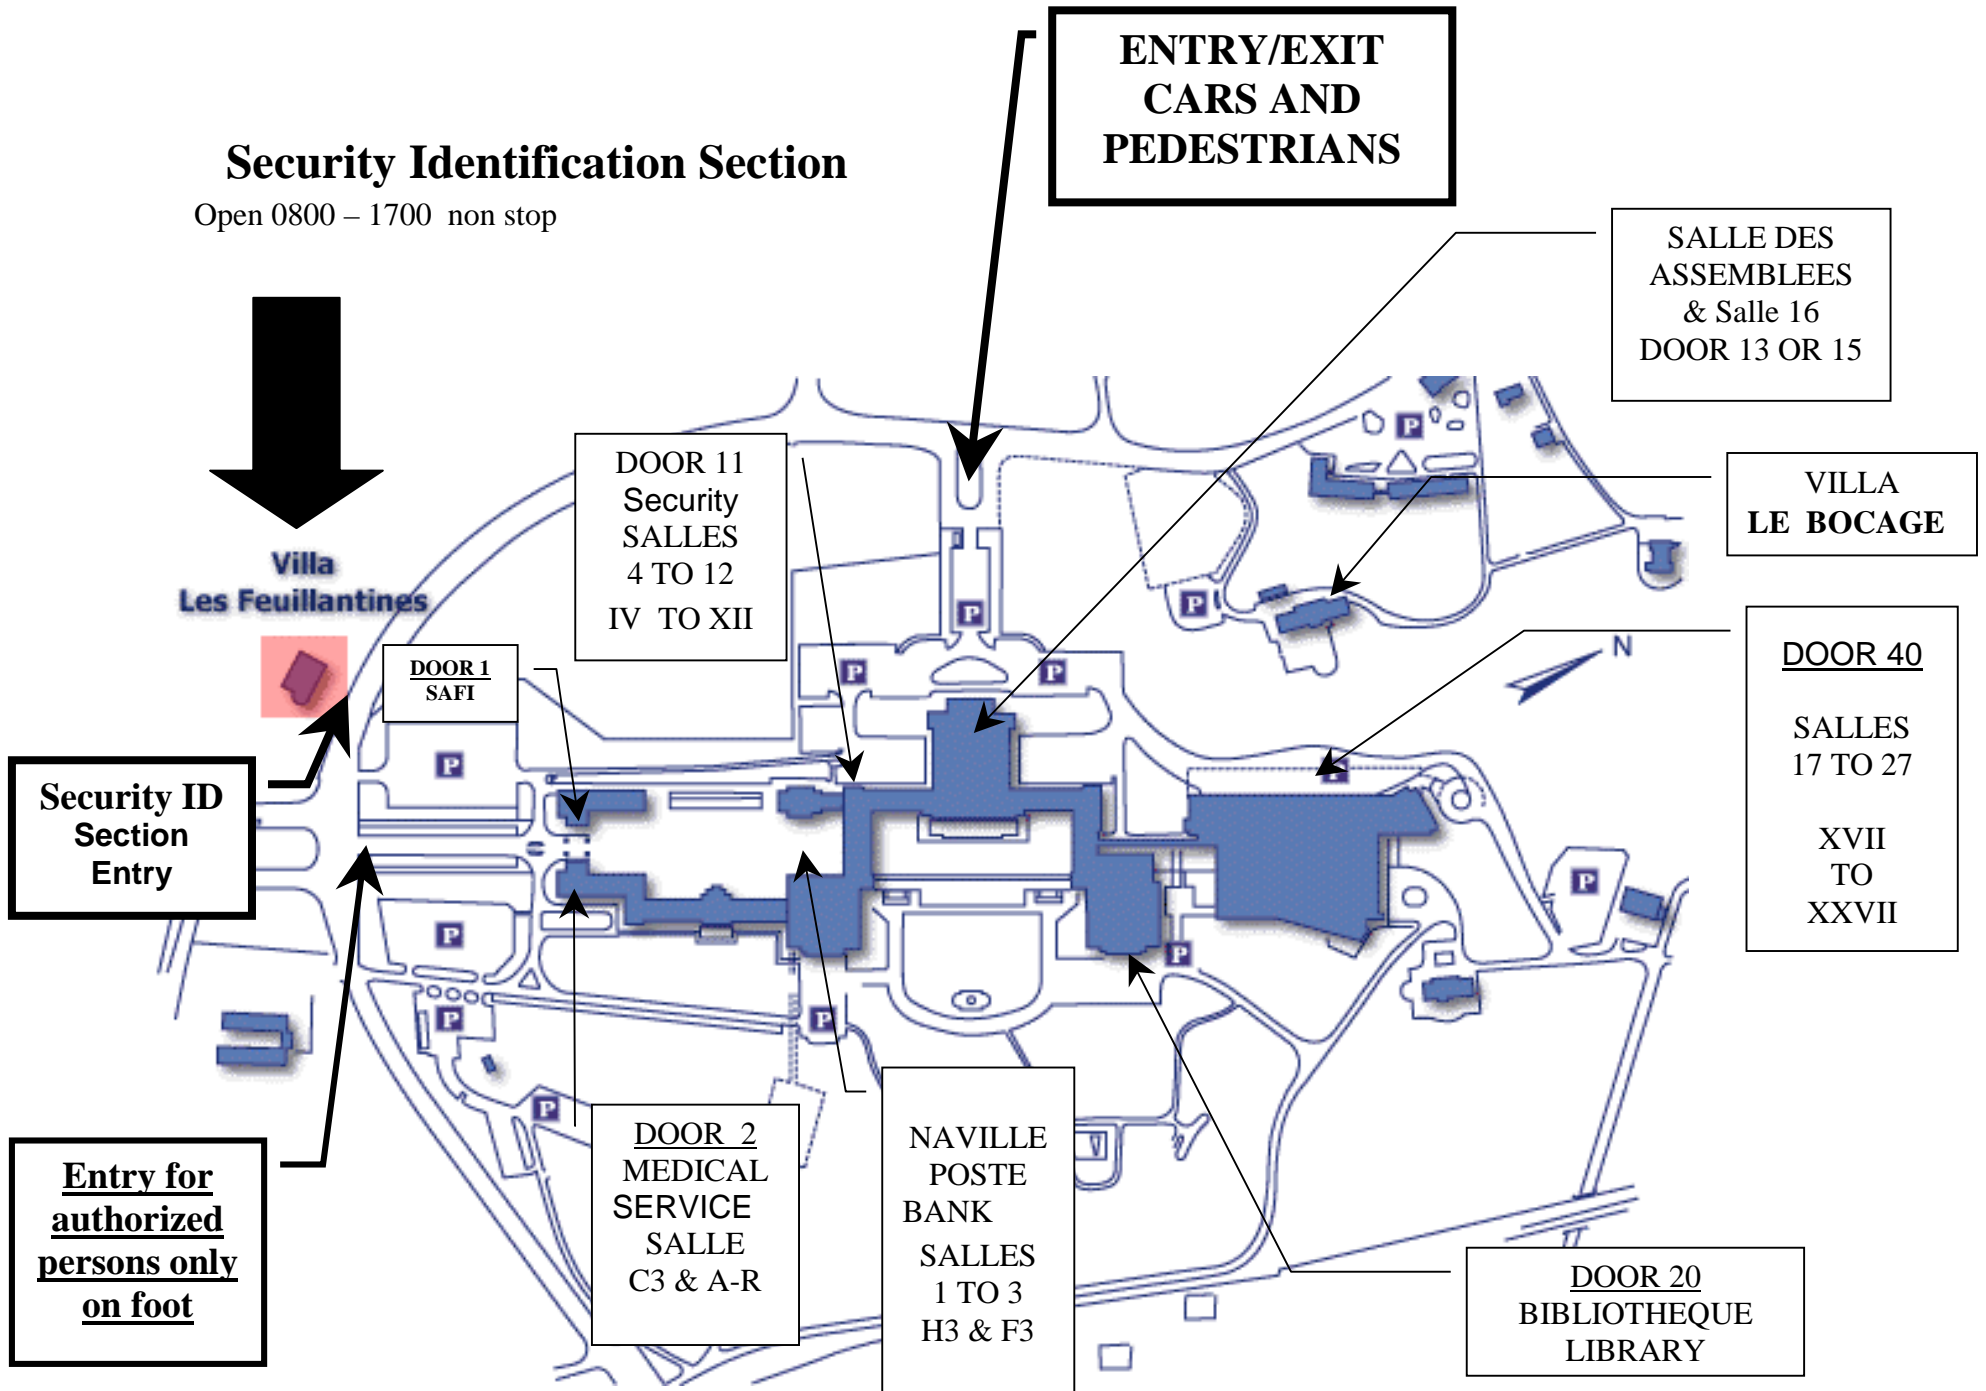 ENTRY/EXIT
CARS AND
PEDESTRIANS
Security Identification Section
Open 0800 – 1700  non stop
SALLE DES
ASSEMBLEES
& Salle 16
DOOR 13 OR 15
DOOR 11
Security
SALLES
4 TO 12
IV  TO XII
VILLA
LE  BOCAGE
Villa
Les Feuillantines
DOOR 1
SAFI
N
DOOR 40
SALLES
17 TO 27
XVII
TO
XXVII
Security ID
Section
Entry
P
P
P
P
P
P
P
P
P
P
P
P
P
Entry for
authorized
persons only
on foot
DOOR  2
MEDICAL
SERVICE
SALLE
C3 & A-R
NAVILLE
POSTE
BANK
SALLES
1 TO 3
H3 & F3
DOOR 20
BIBLIOTHEQUE
LIBRARY